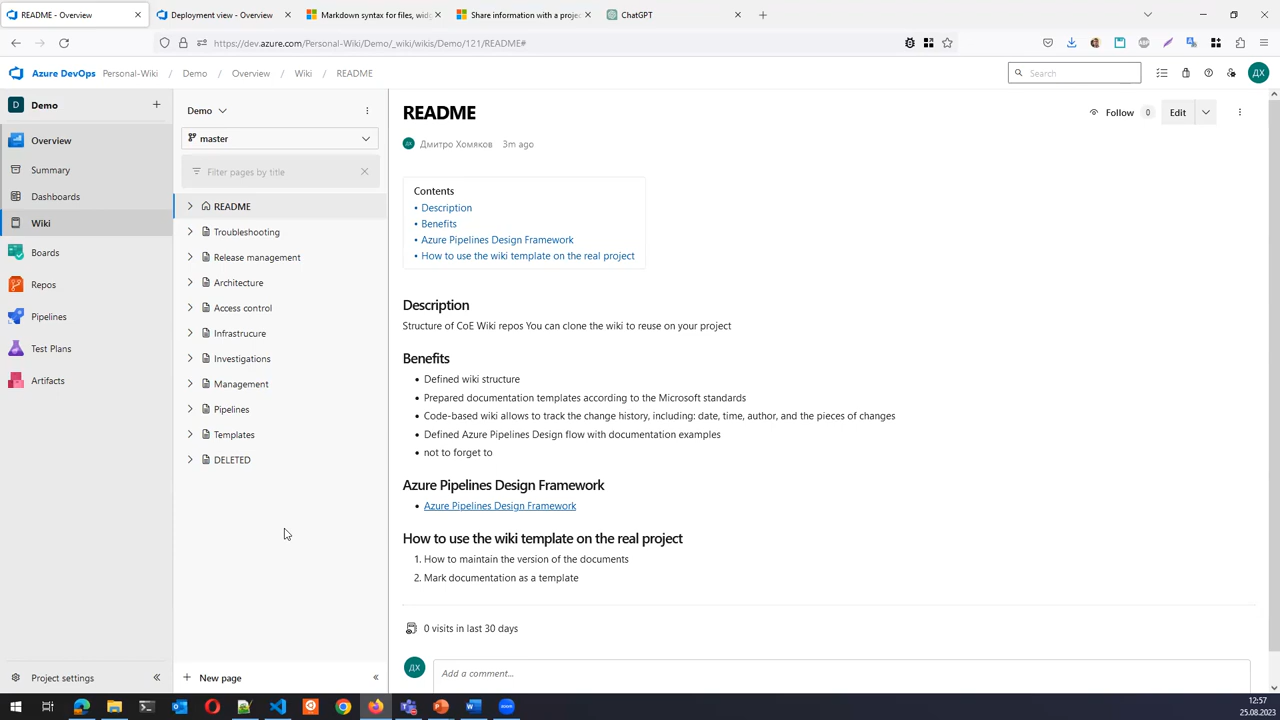 README - Overview
Deployment view - Overview
Markdown syntax for files, widg
Share information with a projec
ChatGPT
https://dev.azure.com/Personal-Wiki/Demo/_wiki/wikis/Demo/121/README#
Azure DevOps Personal-Wiki / Demo / Overview / Wiki / README
Search
ДХ
D Demo
Overview
Summary
Dashboards
Wiki
Boards
Repos
Pipelines
Test Plans
Artifacts
Project settings
Demo
master
Filter pages by title
README
Troubleshooting
Release management
Architecture
Access control
Infrastrucure
Investigations
Management
Pipelines
Templates
DELETED
New page
README
Follow 0
Edit
ДХ Дмитро Хомяков 3m ago
Contents
• Description
• Benefits
• Azure Pipelines Design Framework
• How to use the wiki template on the real project
Description
Structure of CoE Wiki repos You can clone the wiki to reuse on your project
Benefits
• Defined wiki structure
• Prepared documentation templates according to the Microsoft standards
• Code-based wiki allows to track the change history, including: date, time, author, and the pieces of changes
• Defined Azure Pipelines Design flow with documentation examples
• not to forget to
Azure Pipelines Design Framework
• Azure Pipelines Design Framework
How to use the wiki template on the real project
1. How to maintain the version of the documents
2. Mark documentation as a template
0 visits in last 30 days
ДХ
Add a comment...
12:57
25.08.2023